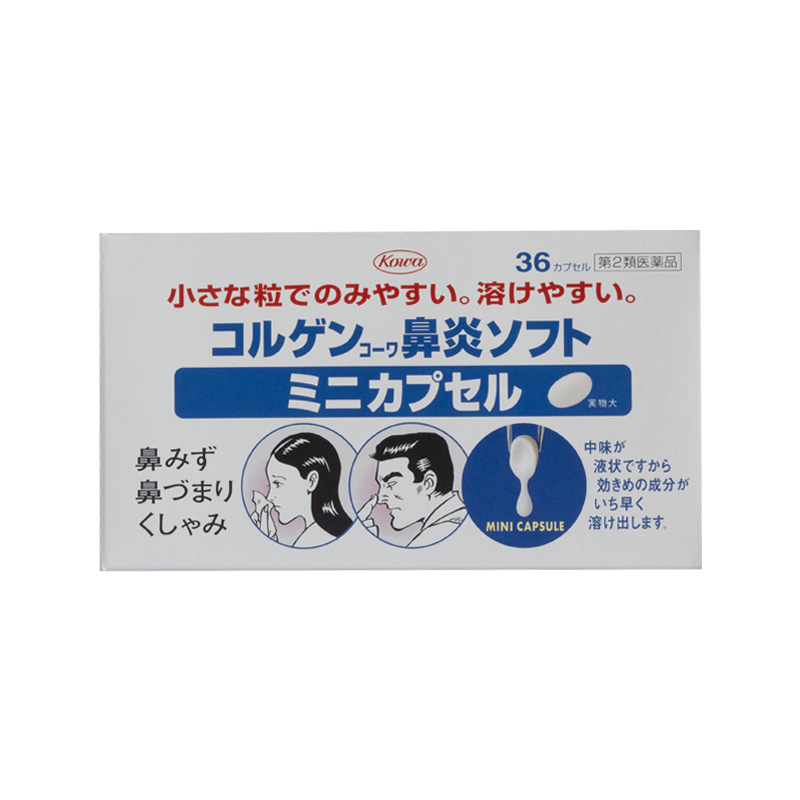 Kowa
36カプセル 第2類医薬品
小さな粒でのみやすい。溶けやすい。
コルゲンコーワ鼻炎ソフト
ミニカプセル
実物大
鼻みず
鼻づまり
くしゃみ
MINI CAPSULE
中味が
液状ですから
効きめの成分が
いち早く
溶け出します。